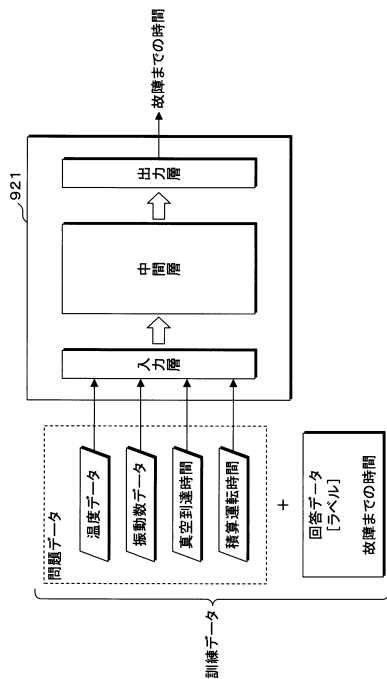 訓練データ
問題データ
温度データ
振動数データ
真空到達時間
積算運転時間
+
回答データ
[ラベル]
故障までの時間
921
入力層
中間層
出力層
故障までの時間